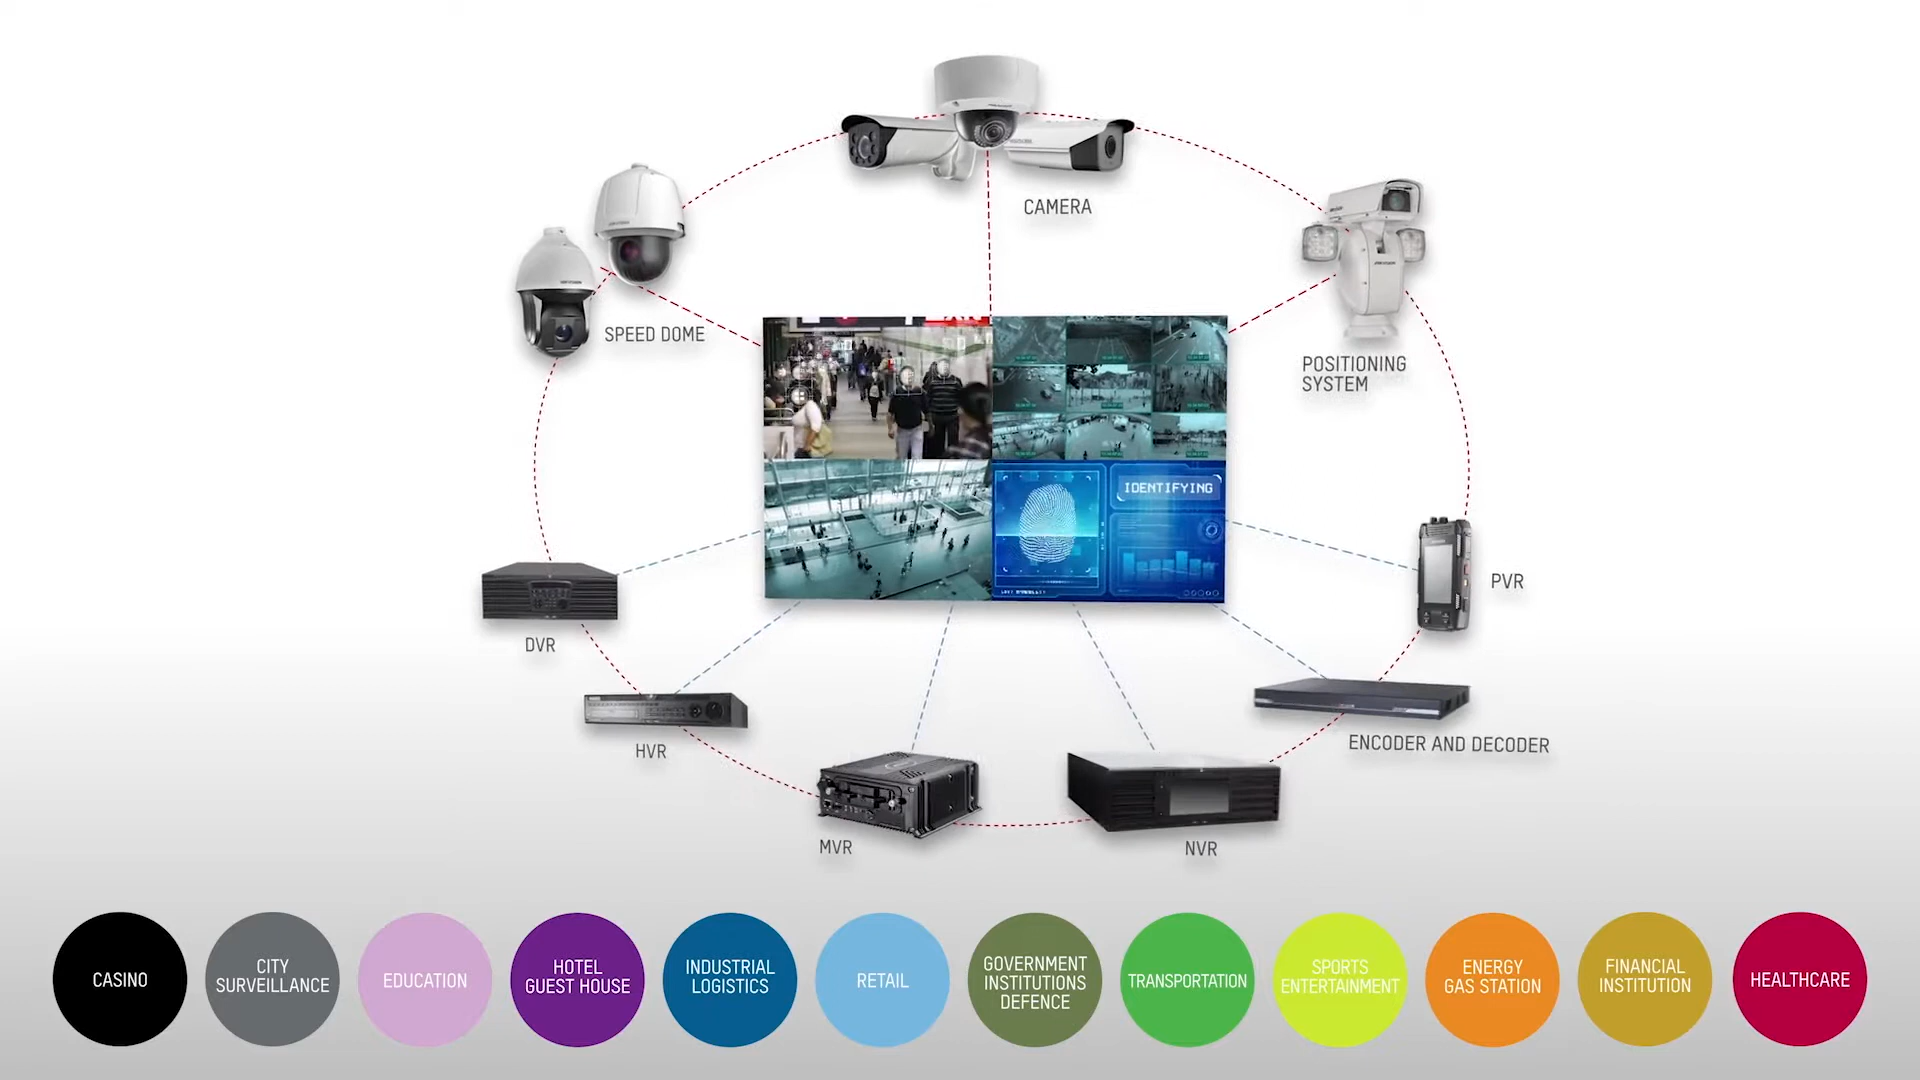 CAMERA
SPEED DOME
POSITIONING
SYSTEM
IDENTIFYING
PVR
DVR
ENCODER AND DECODER
HVR
MVR
NVR
CASINO
CITY
SURVEILLANCE
EDUCATION
HOTEL
GUEST HOUSE
INDUSTRIAL
LOGISTICS
RETAIL
GOVERNMENT
INSTITUTIONS
DEFENCE
TRANSPORTATION
SPORTS
ENTERTAINMENT
ENERGY
GAS STATION
FINANCIAL
INSTITUTION
HEALTHCARE